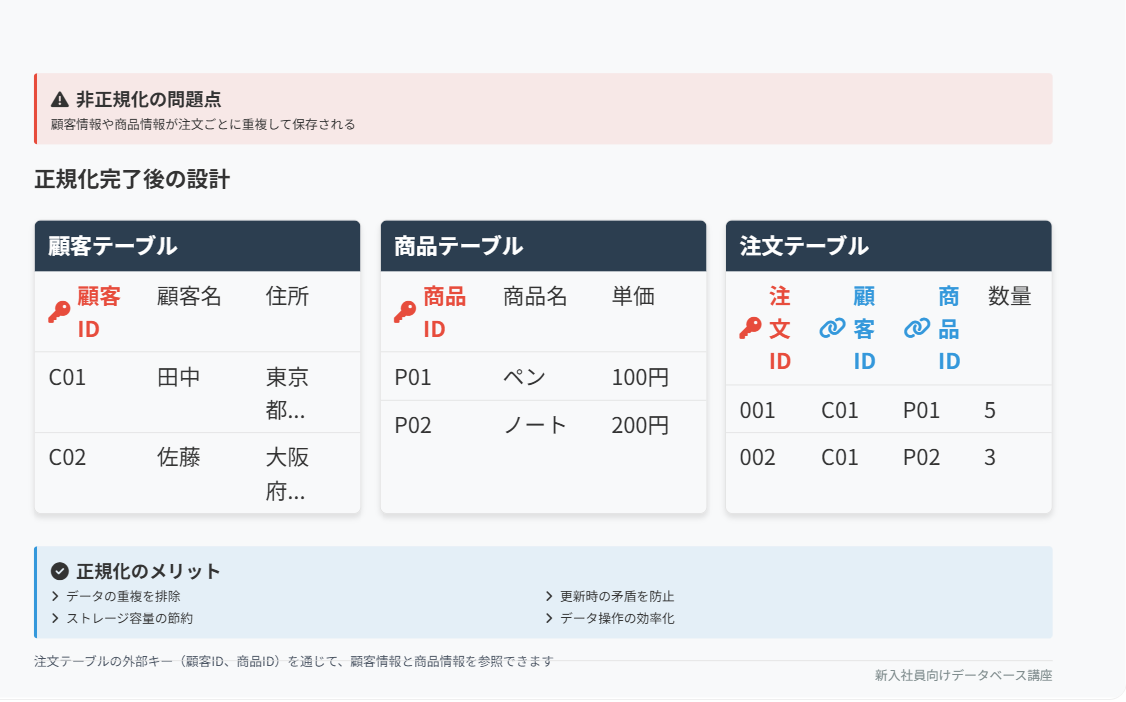 非正規化の問題点
顧客情報や商品情報が注文ごとに重複して保存される
正規化完了後の設計
顧客テーブル
顧客
ID
顧客名
住所
C01
田中
東京
都...
C02
佐藤
大阪
府...
商品テーブル
商品
ID
商品名
単価
P01
ペン
100円
P02
ノート
200円
注文テーブル
注
文
ID
顧
客
ID
商
品
ID
数量
001
C01
P01
5
002
C01
P02
3
正規化のメリット
データの重複を排除
更新時の矛盾を防止
ストレージ容量の節約
データ操作の効率化
注文テーブルの外部キー（顧客ID、商品ID）を通じて、顧客情報と商品情報を参照できます
新入社員向けデータベース講座